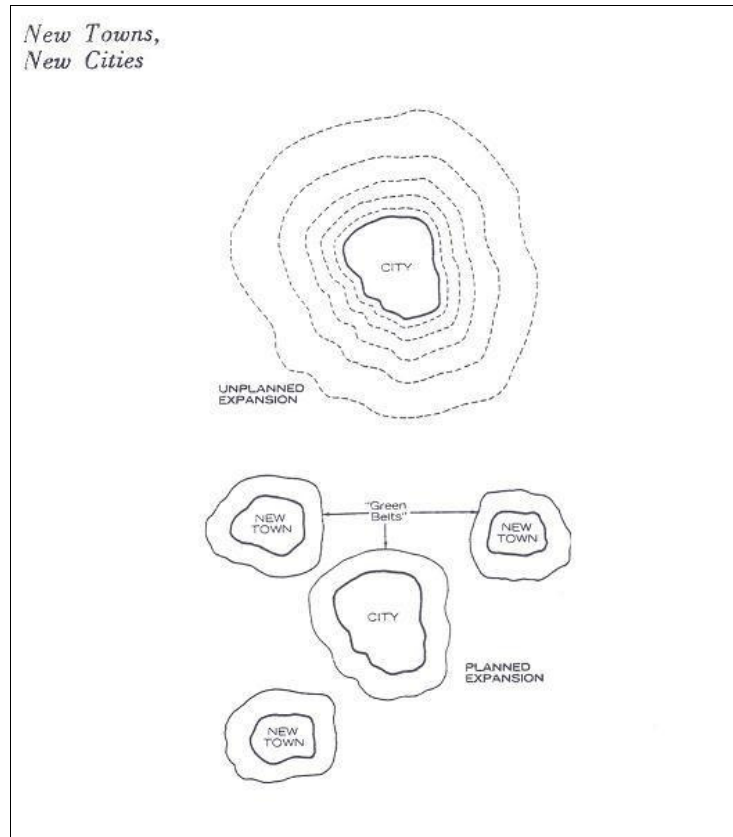 New Towns,
New Cities
CITY
UNPLANNED
EXPANSION
"Green
Belts"
NEW
TOWN
NEW
TOWN
CITY
PLANNED
EXPANSION
NEW
TOWN